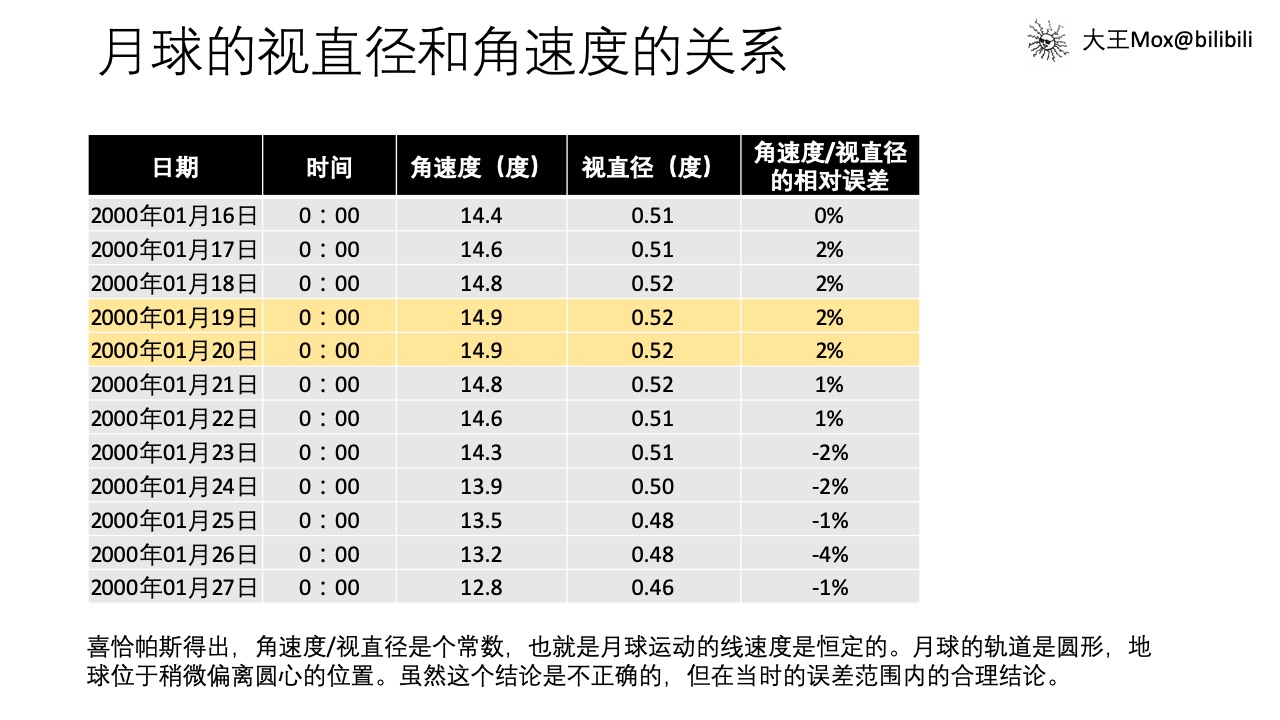 月球的视直径和角速度的关系
大王Mox@bilibili
日期 时间 角速度（度） 视直径（度） 角速度/视直径的相对误差
2000年01月16日 0：00 14.4 0.51 0%
2000年01月17日 0：00 14.6 0.51 2%
2000年01月18日 0：00 14.8 0.52 2%
2000年01月19日 0：00 14.9 0.52 2%
2000年01月20日 0：00 14.9 0.52 2%
2000年01月21日 0：00 14.8 0.52 1%
2000年01月22日 0：00 14.6 0.51 1%
2000年01月23日 0：00 14.3 0.51 -2%
2000年01月24日 0：00 13.9 0.50 -2%
2000年01月25日 0：00 13.5 0.48 -1%
2000年01月26日 0：00 13.2 0.48 -4%
2000年01月27日 0：00 12.8 0.46 -1%
喜恰帕斯得出，角速度/视直径是个常数，也就是月球运动的线速度是恒定的。月球的轨道是圆形，地
球位于稍微偏离圆心的位置。虽然这个结论是不正确的，但在当时的误差范围内的合理结论。